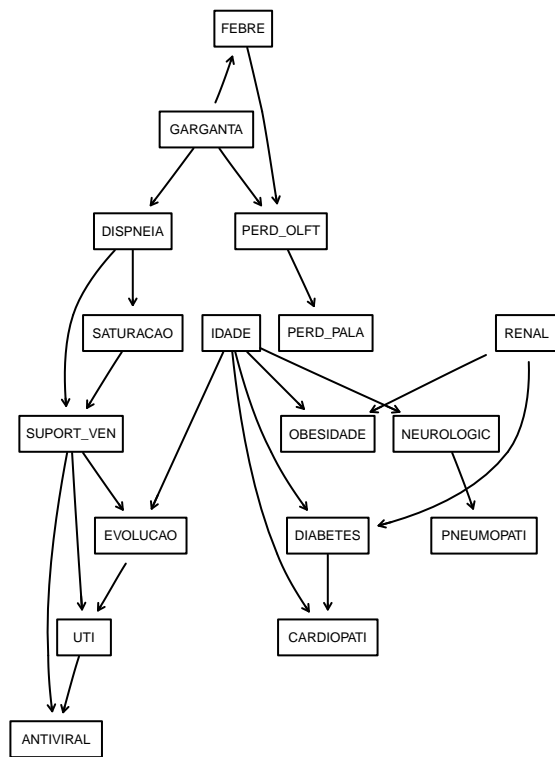 FEBRE
GARGANTA
DISPNEIA
PERD_OLFT
SATURACAO
IDADE
PERD_PALA
RENAL
SUPORT_VEN
OBESIDADE
NEUROLOGIC
EVOLUCAO
DIABETES
PNEUMOPATI
UTI
CARDIOPATI
ANTIVIRAL